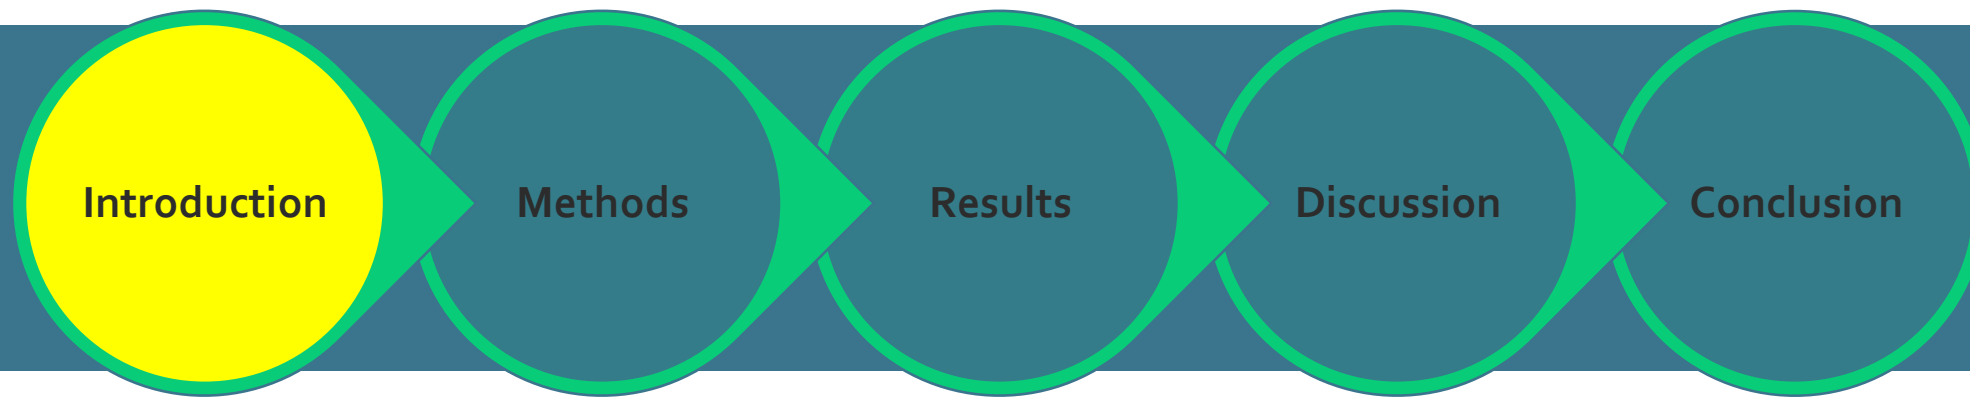 Introduction
Methods
Results
Discussion
Conclusion